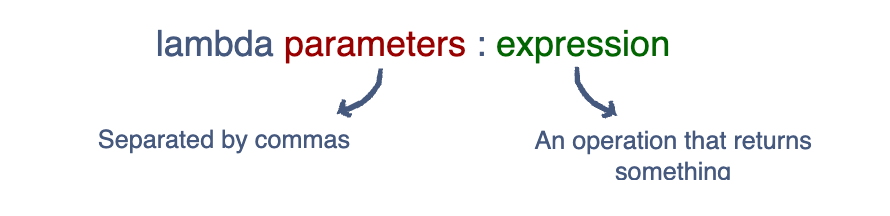 lambda parameters : expression
Separated by commas
An operation that returns
something